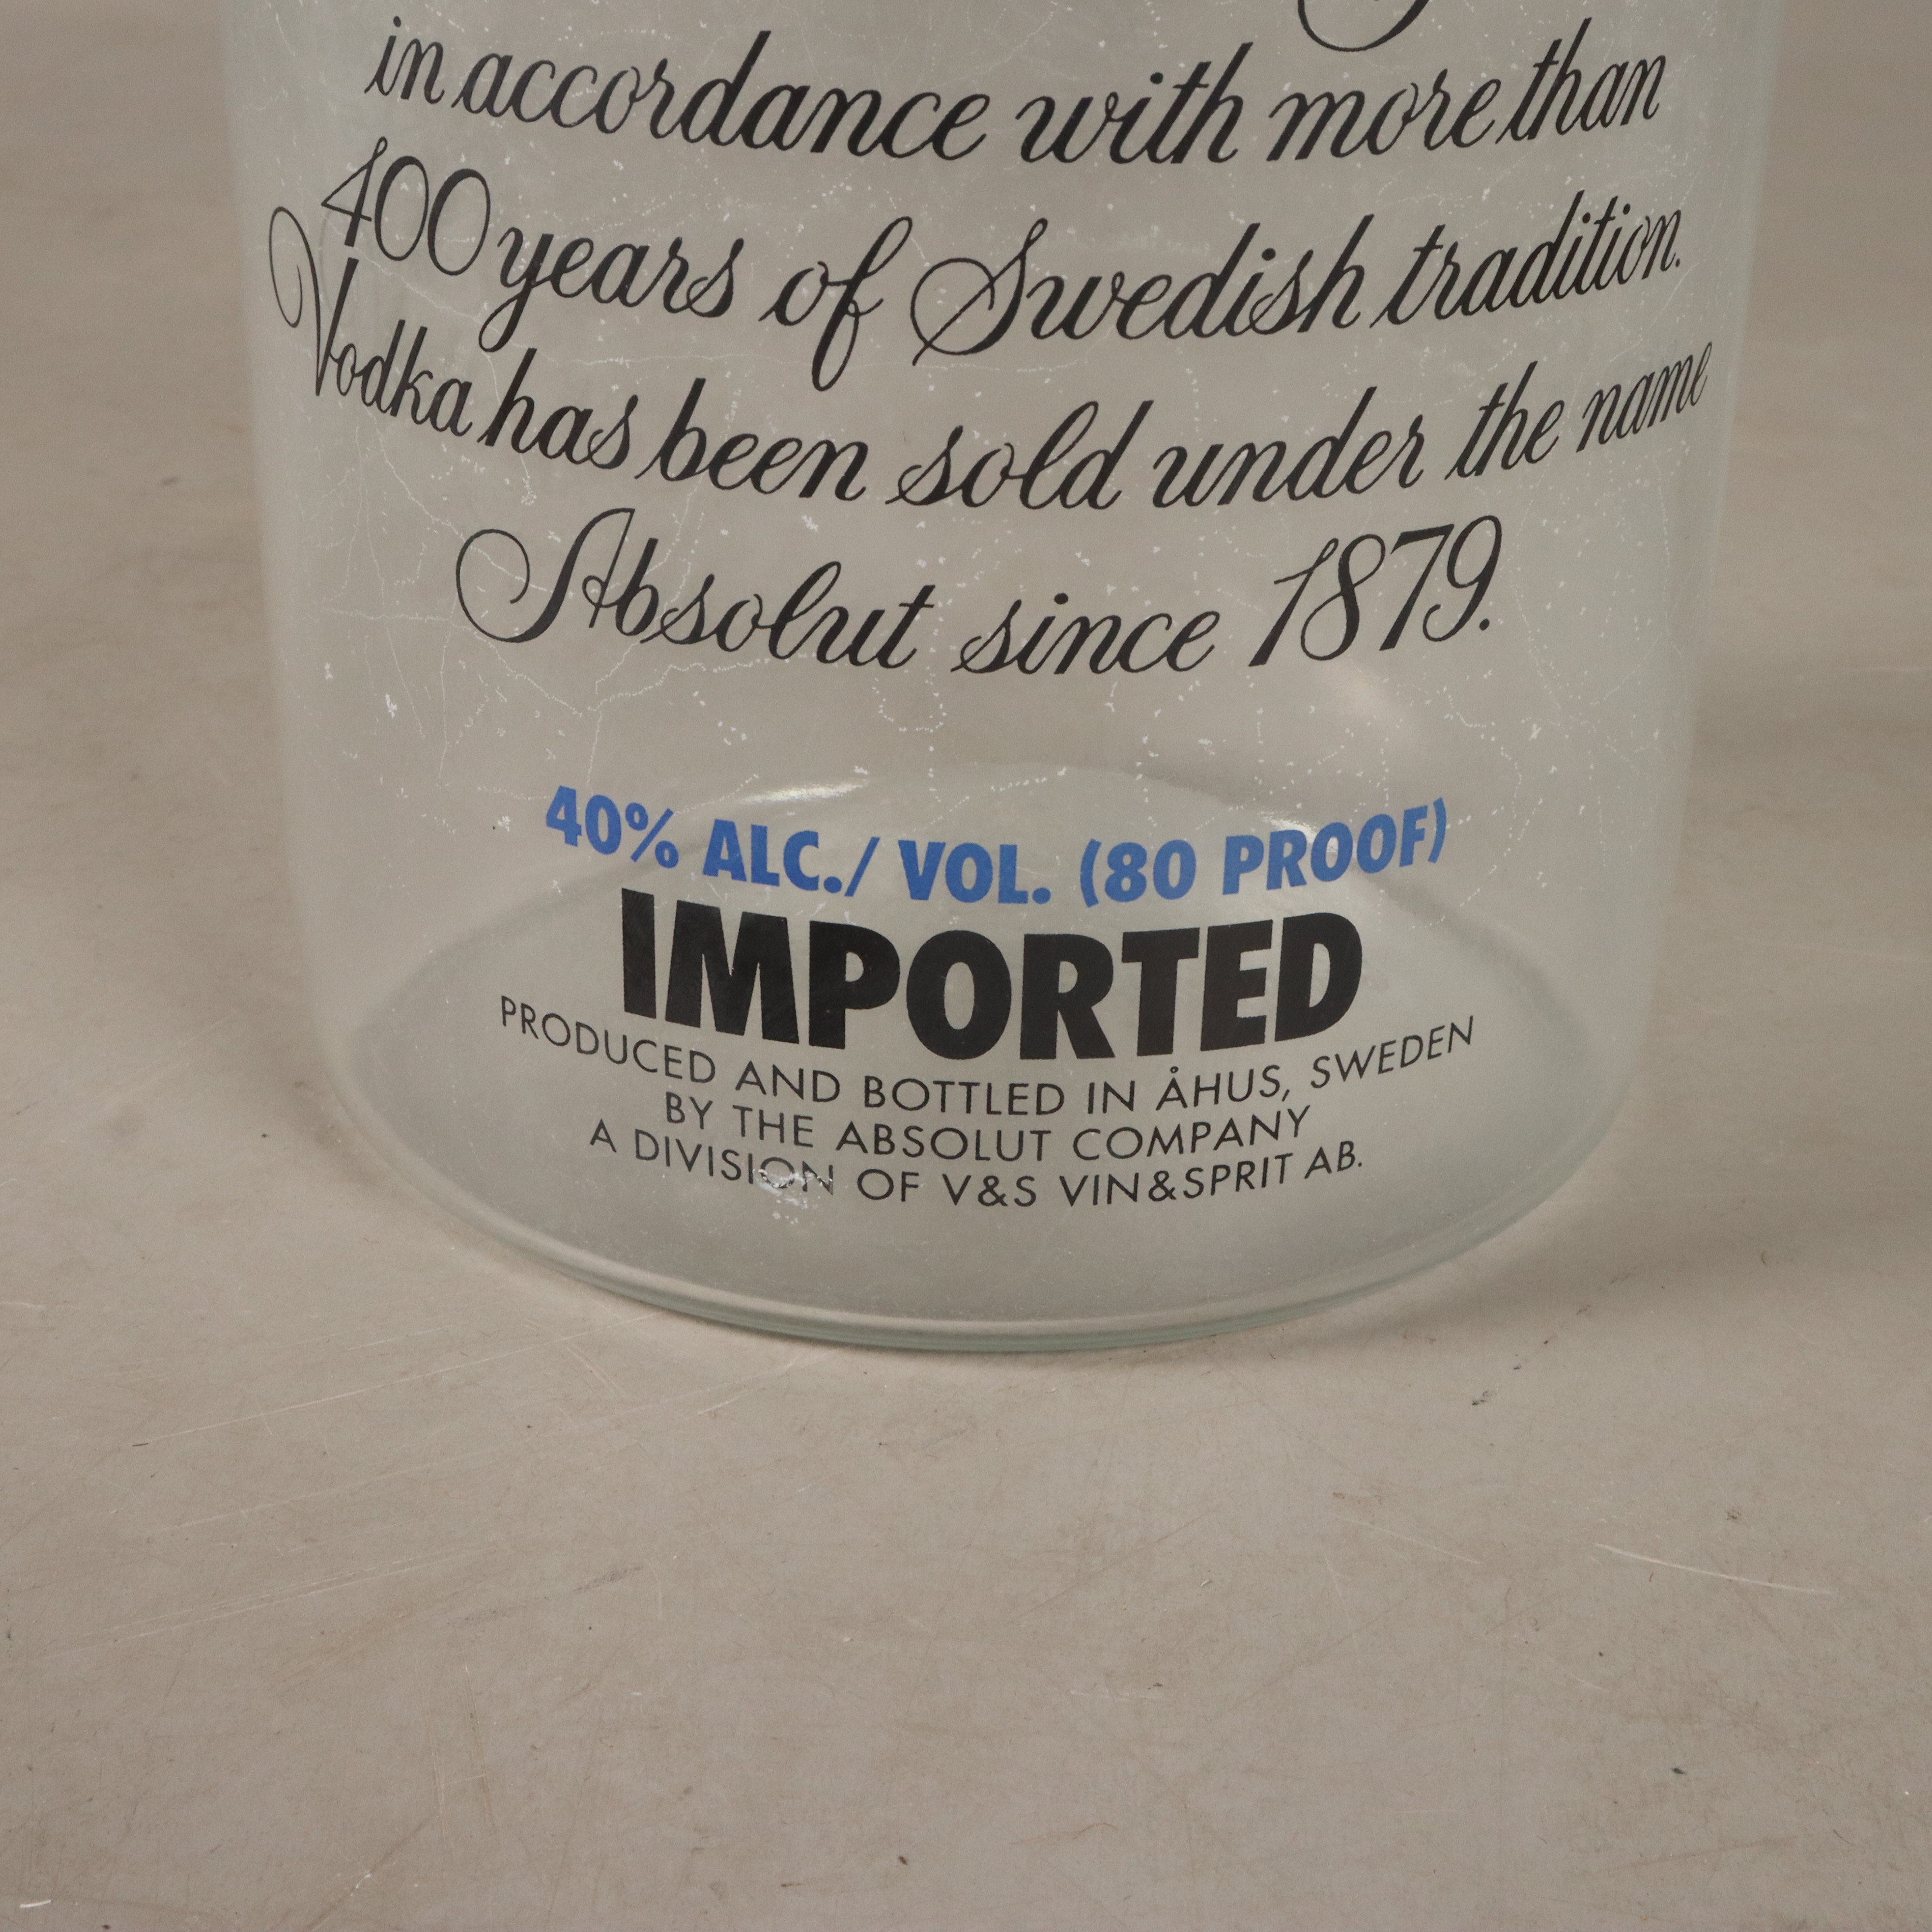 in accordance with more than
400 years of Swedish tradition.
Vodka has been sold under the name
Absolut since 1879.
40% ALC./ VOL. (80 PROOF)
IMPORTED
PRODUCED AND BOTTLED IN ÅHUS, SWEDEN
BY THE ABSOLUT COMPANY
A DIVISION OF V&S VIN&SPRIT AB.